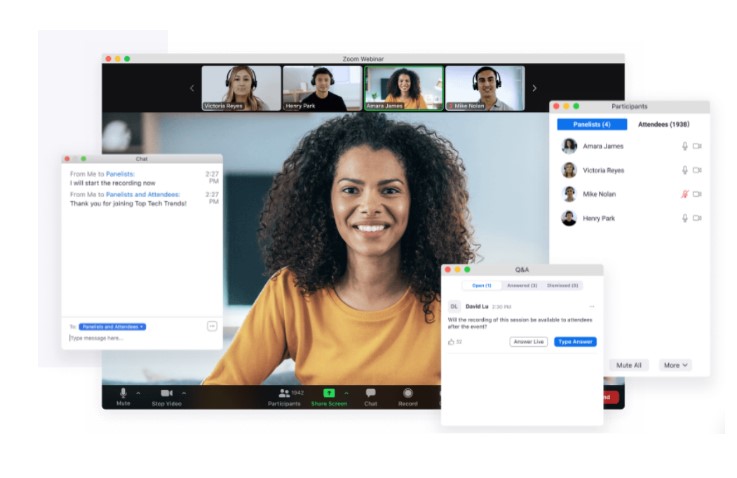 Zoom Webinar
Victoria Reyes
Henry Park
Amara James
Mike Nolan
Participants
Panelists (4)
Attendees (1938)
Amara James
Victoria Reyes
Mike Nolan
Henry Park
Mute All
More
Chat
From Me to Panelists:
2:27 PM
I will start the recording now
From Me to Panelists and Attendees:
2:27 PM
Thank you for joining Top Tech Trends!
To:
Panelists and Attendees
Type message here...
Q&A
Open (1)
Answered (3)
Dismissed (0)
DL
David Lu
2:30 PM
Will the recording of this session be available to attendees
after the event?
32
Answer Live
Type Answer
Mute
Stop Video
1942
Participants
Share Screen
Chat
Record